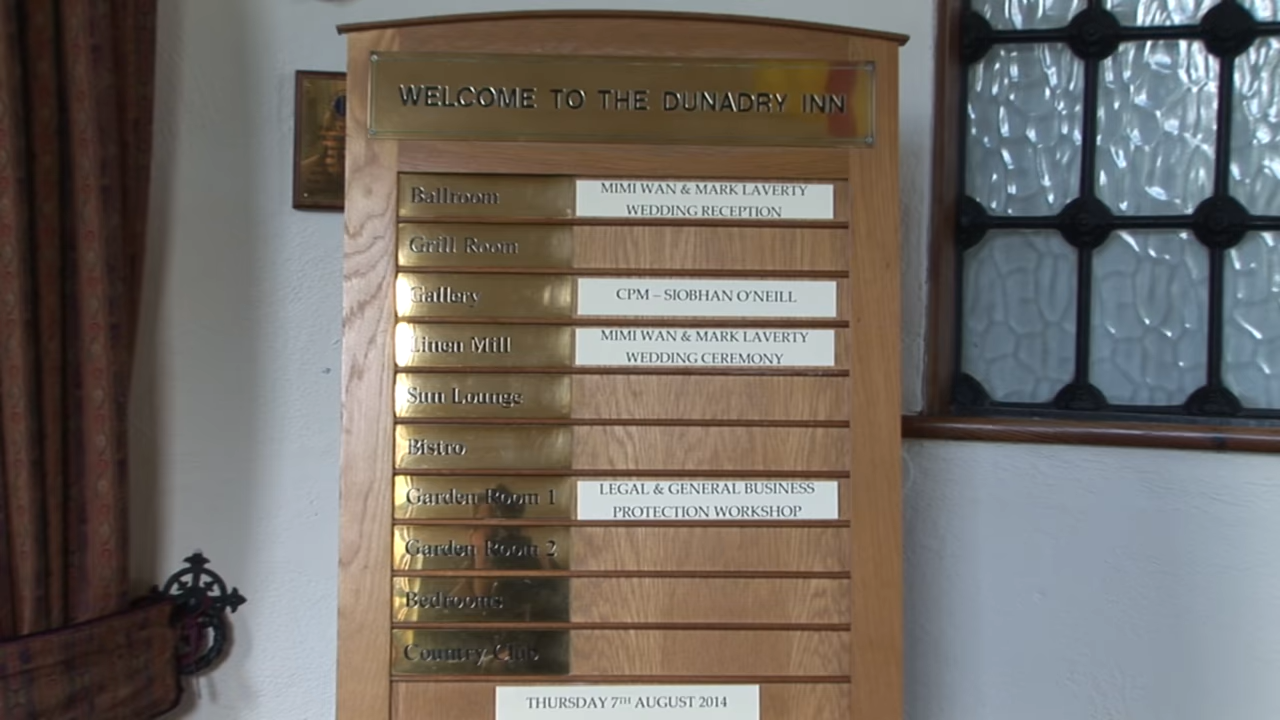 WELCOME TO THE DUNADRY INN
Ballroom
MIMI WAN & MARK LAVERTY
WEDDING RECEPTION
Grill Room
Gallery
CPM – SIOBHAN O'NEILL
Linen Mill
MIMI WAN & MARK LAVERTY
WEDDING CEREMONY
Sun Lounge
Bistro
Garden Room 1
LEGAL & GENERAL BUSINESS
PROTECTION WORKSHOP
Garden Room 2
Bedrooms
Country Club
THURSDAY 7TH AUGUST 2014